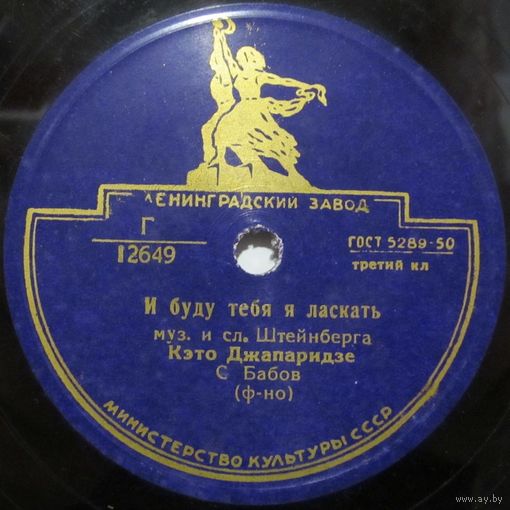 ЛЕНИНГРАДСКИЙ ЗАВОД
Г
12649
ГОСТ 5289-50
третий кл
И буду тебя я ласкать
муз. и сл. Штейнберга
Кэто Джапаридзе
С Бабов
(ф-но)
МИНИСТЕРСТВО КУЛЬТУРЫ СССР
www.ay.by